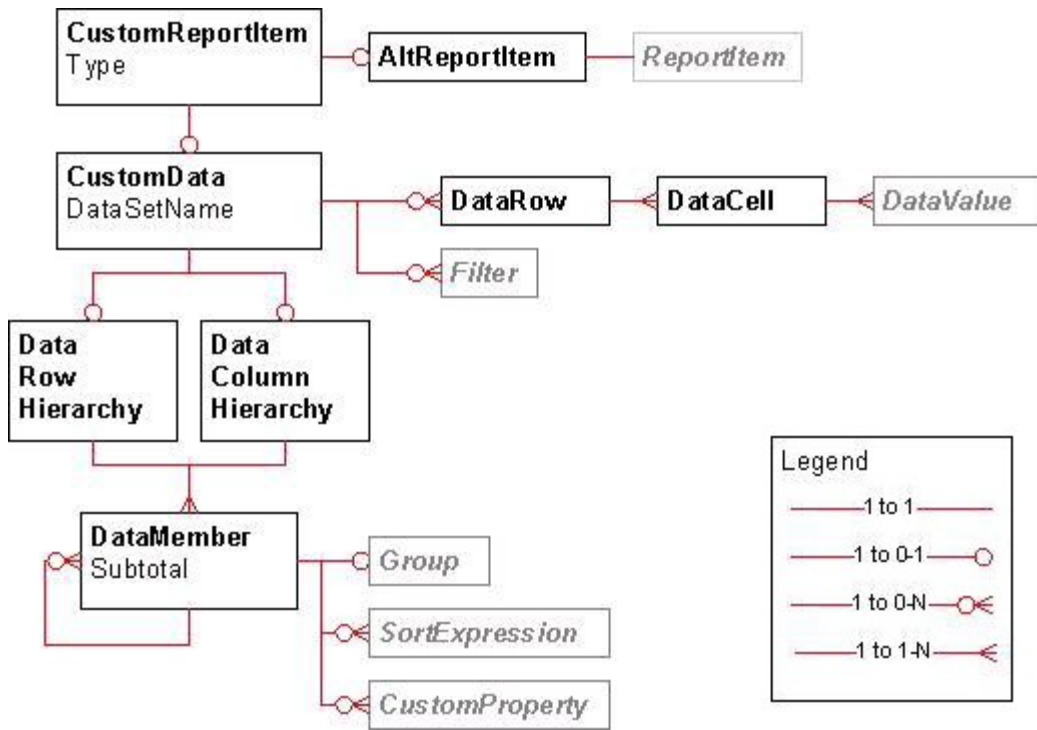 CustomReportItem
Type
AltReportItem
ReportItem
CustomData
DataSetName
DataRow
DataCell
DataValue
Filter
Data
Row
Hierarchy
Data
Column
Hierarchy
DataMember
Subtotal
Group
SortExpression
CustomProperty
Legend
1 to 1
1 to 0-1
1 to 0-N
1 to 1-N